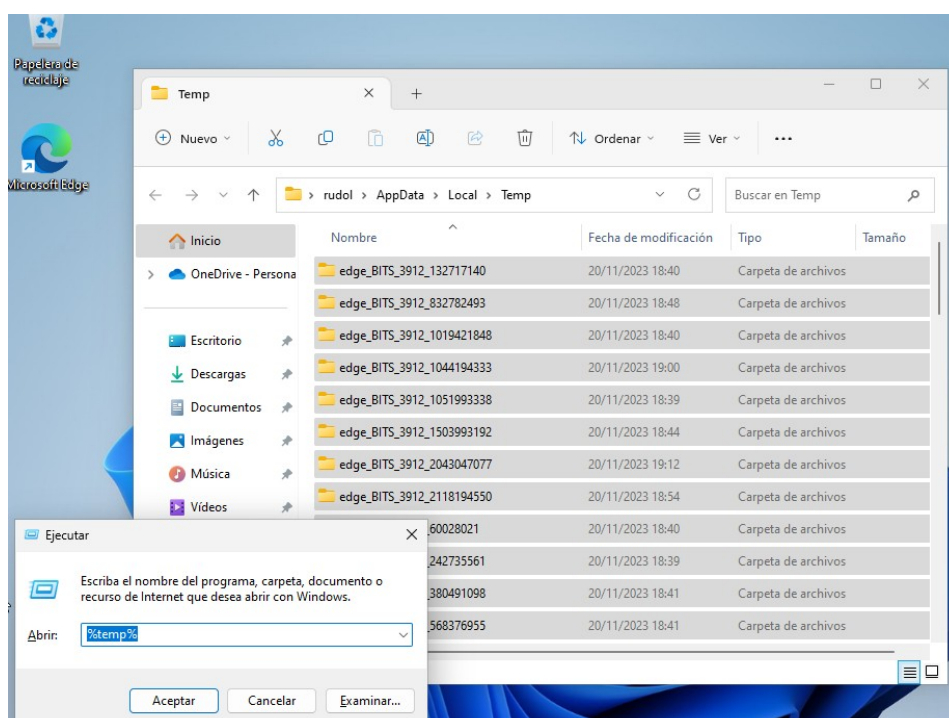 Papelera de
reciclaje
Microsoft Edge
Temp
Nuevo
Ordenar
Ver
rudol > AppData > Local > Temp
Buscar en Temp
Inicio
OneDrive - Persona
Escritorio
Descargas
Documentos
Imágenes
Música
Vídeos
Nombre Fecha de modificación Tipo Tamaño
edge_BITS_3912_132717140 20/11/2023 18:40 Carpeta de archivos
edge_BITS_3912_832782493 20/11/2023 18:48 Carpeta de archivos
edge_BITS_3912_1019421848 20/11/2023 18:40 Carpeta de archivos
edge_BITS_3912_1044194333 20/11/2023 19:00 Carpeta de archivos
edge_BITS_3912_1051993338 20/11/2023 18:39 Carpeta de archivos
edge_BITS_3912_1503993192 20/11/2023 18:44 Carpeta de archivos
edge_BITS_3912_2043047077 20/11/2023 19:12 Carpeta de archivos
edge_BITS_3912_2118194550 20/11/2023 18:54 Carpeta de archivos
_60028021 20/11/2023 18:40 Carpeta de archivos
_242735561 20/11/2023 18:39 Carpeta de archivos
_380491098 20/11/2023 18:41 Carpeta de archivos
_568376955 20/11/2023 18:41 Carpeta de archivos
Ejecutar
Escriba el nombre del programa, carpeta, documento o
recurso de Internet que desea abrir con Windows.
Abrir: %temp%
Aceptar Cancelar Examinar...